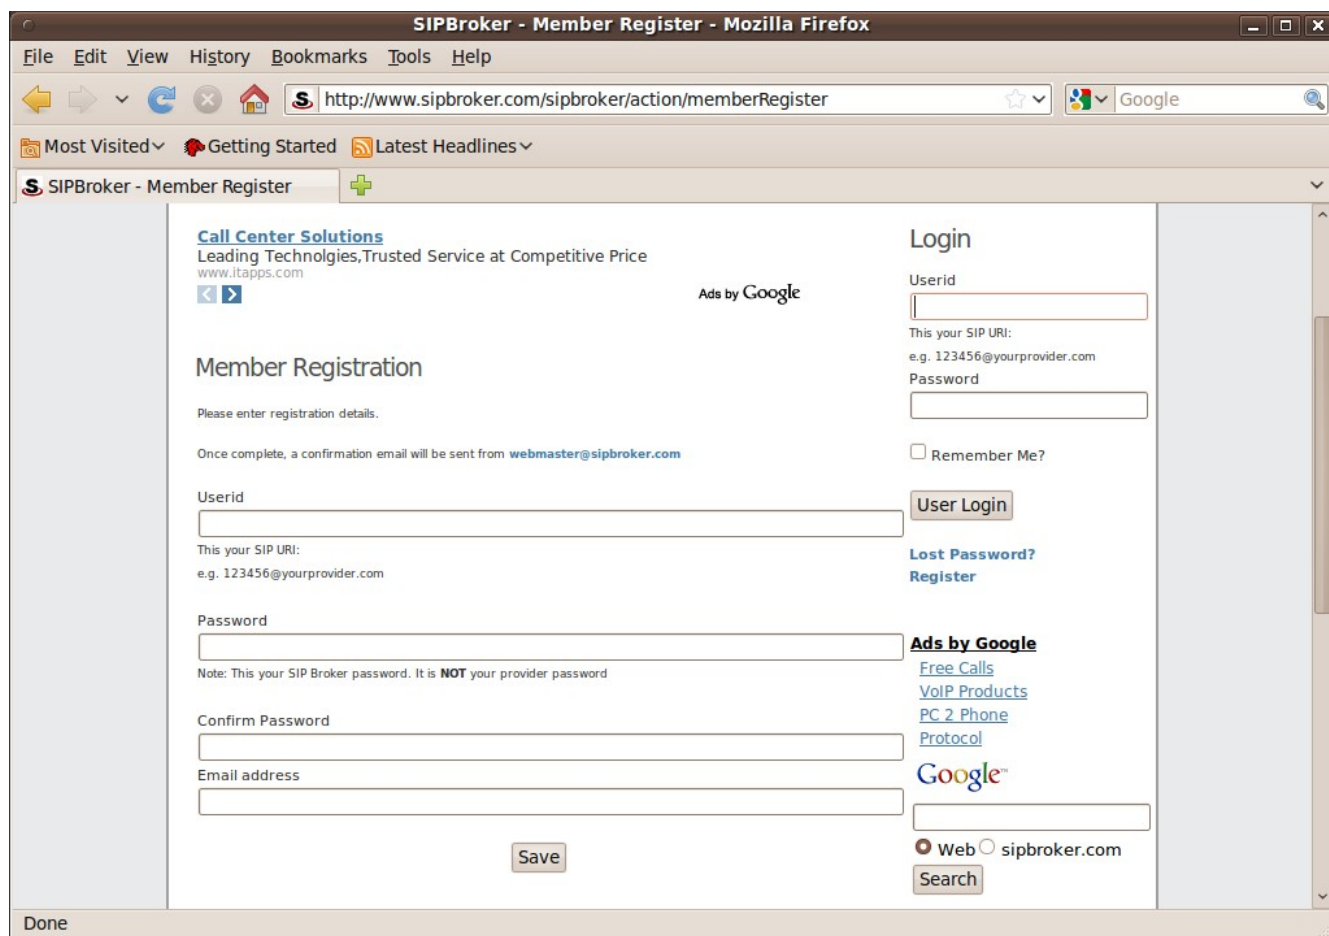 SIPBroker - Member Register - Mozilla Firefox
File Edit View History Bookmarks Tools Help
S http://www.sipbroker.com/sipbroker/action/memberRegister Google
Most Visited Getting Started Latest Headlines
S SIPBroker - Member Register
Call Center Solutions
Leading Technolgies,Trusted Service at Competitive Price
www.itapps.com
Ads by Google
Member Registration
Please enter registration details.
Once complete, a confirmation email will be sent from webmaster@sipbroker.com
Userid
This your SIP URI:
e.g. 123456@yourprovider.com
Password
Note: This your SIP Broker password. It is NOT your provider password
Confirm Password
Email address
Save
Login
Userid
This your SIP URI:
e.g. 123456@yourprovider.com
Password
Remember Me?
User Login
Lost Password?
Register
Ads by Google
Free Calls
VoIP Products
PC 2 Phone
Protocol
Google™
Web sipbroker.com
Search
Done